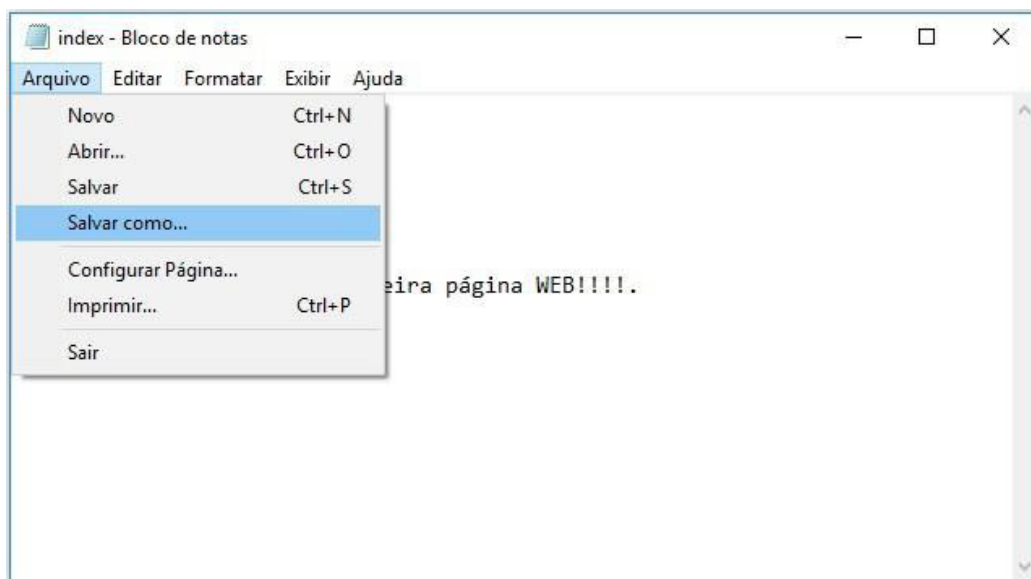 index - Bloco de notas
Arquivo Editar Formatar Exibir Ajuda
Novo Ctrl+N
Abrir... Ctrl+O
Salvar Ctrl+S
Salvar como...
Configurar Página...
eira página WEB!!!!.
Imprimir... Ctrl+P
Sair